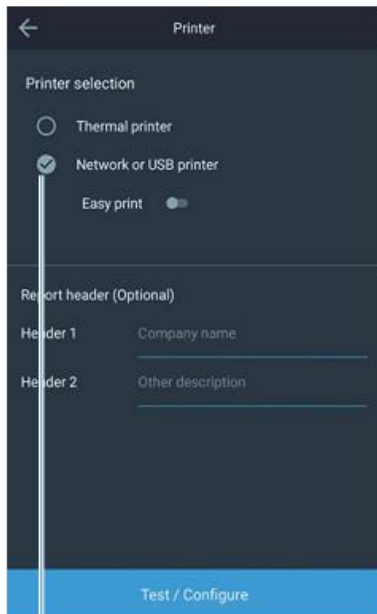 Printer
Printer selection
Thermal printer
Network or USB printer
Easy print
Report header (Optional)
Header 1
Company name
Header 2
Other description
Test / Configure